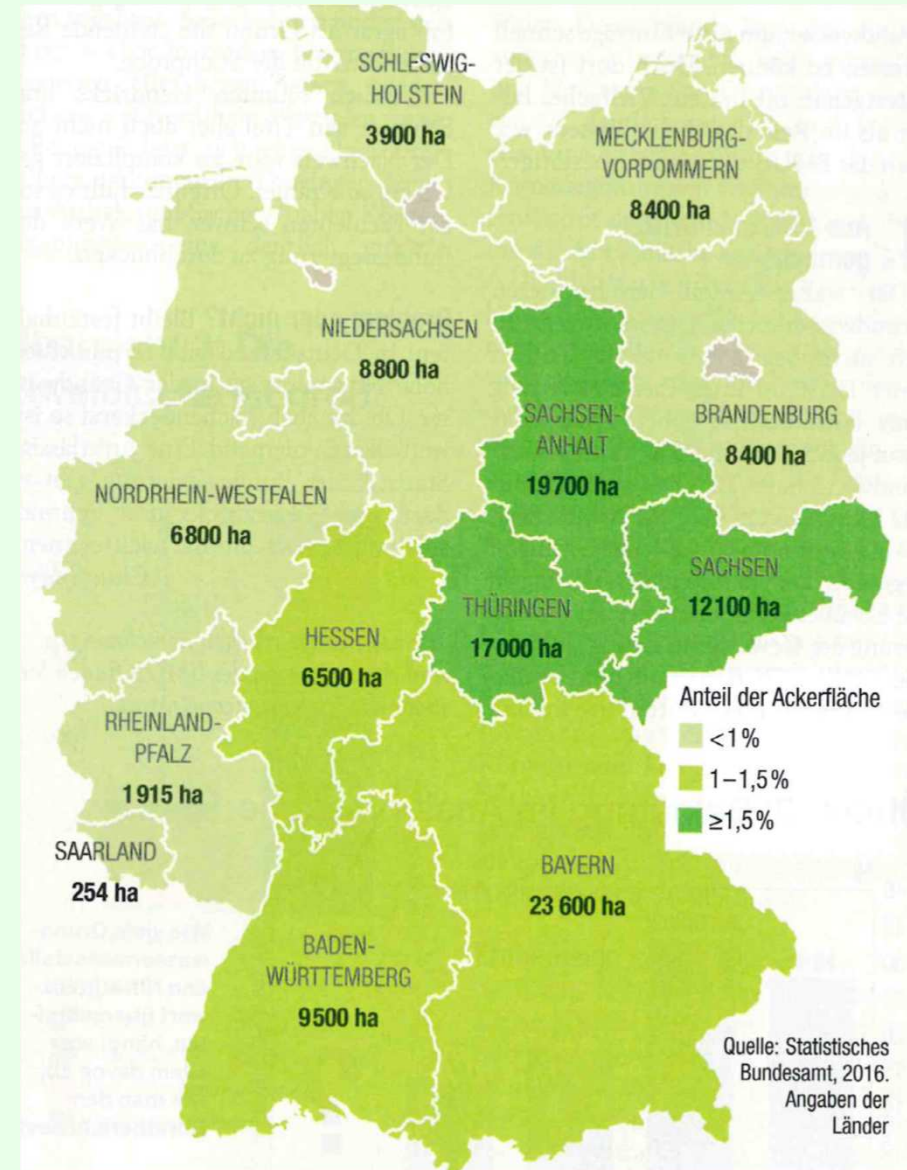 SCHLESWIG-
HOLSTEIN
3900 ha
MECKLENBURG-
VORPOMMERN
8400 ha
NIEDERSACHSEN
8800 ha
SACHSEN-
ANHALT
19700 ha
BRANDENBURG
8400 ha
NORDRHEIN-WESTFALEN
6800 ha
SACHSEN
12100 ha
THÜRINGEN
17000 ha
HESSEN
6500 ha
RHEINLAND-
PFALZ
1915 ha
SAARLAND
254 ha
Anteil der Ackerfläche
<1%
1–1,5%
≥1,5%
BAYERN
23 600 ha
BADEN-
WÜRTTEMBERG
9500 ha
Quelle: Statistisches
Bundesamt, 2016.
Angaben der
Länder